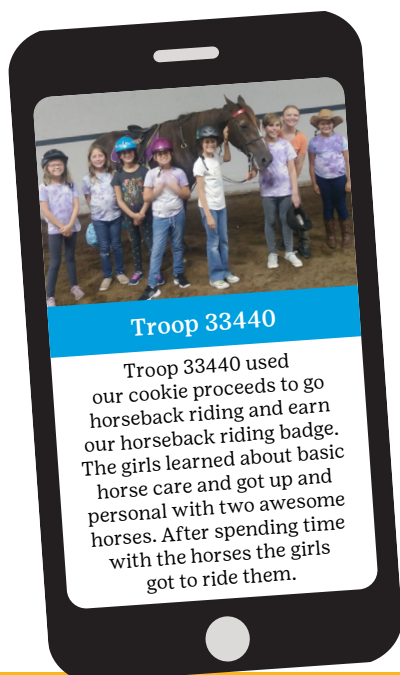 Troop 33440
Troop 33440 used
our cookie proceeds to go
horseback riding and earn
our horseback riding badge.
The girls learned about basic
horse care and got up and
personal with two awesome
horses. After spending time
with the horses the girls
got to ride them.